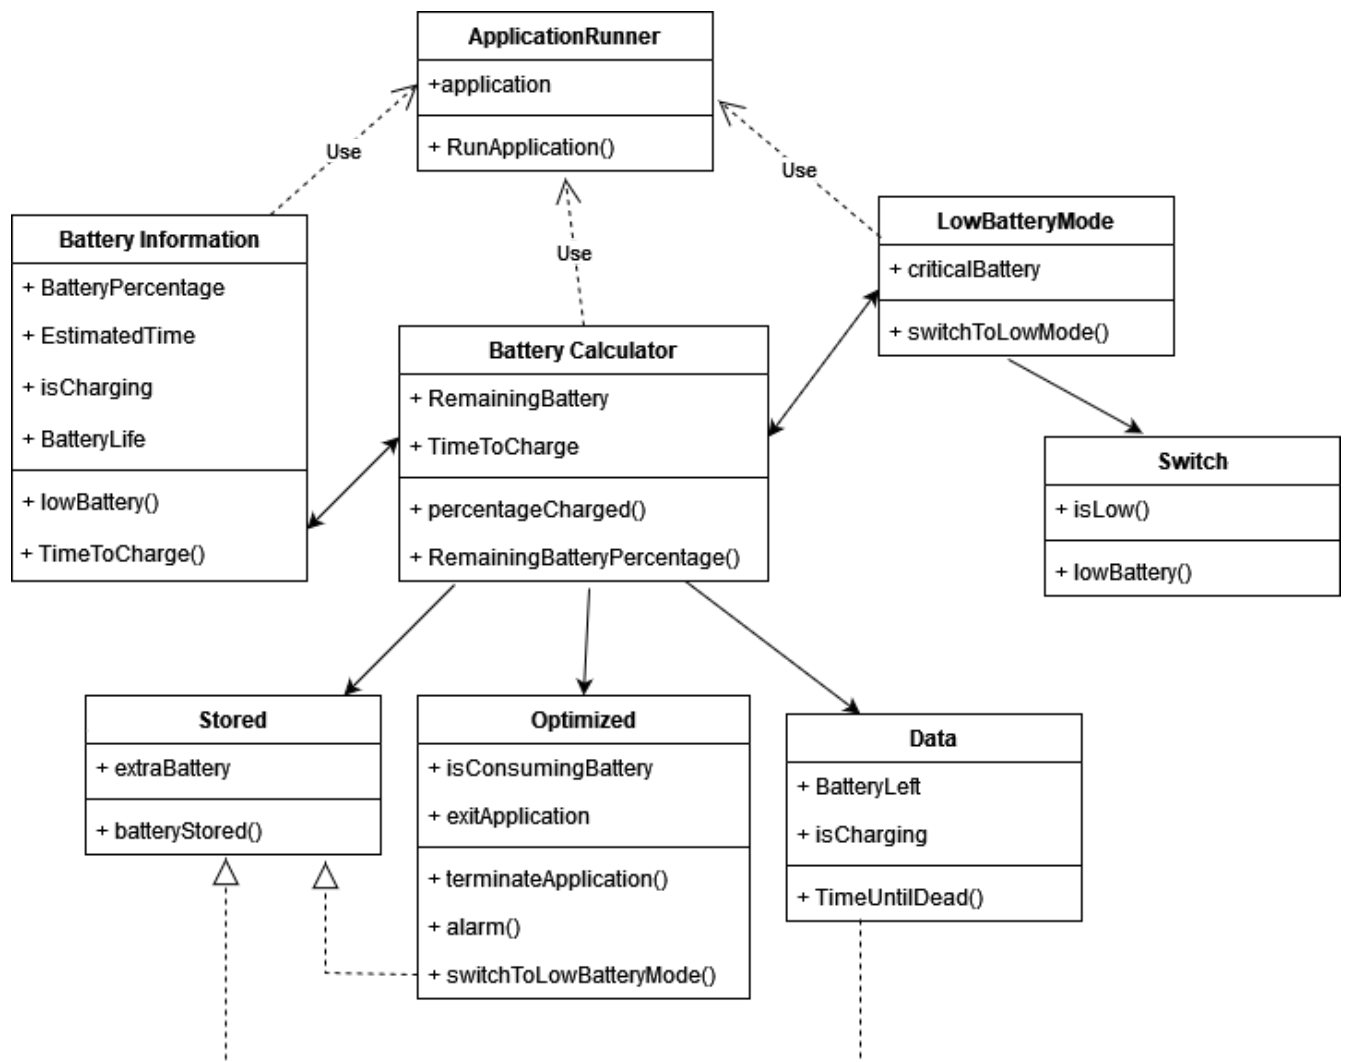 ApplicationRunner
+application
+ RunApplication()
Use
Use
Use
Battery Information
+ BatteryPercentage
+ EstimatedTime
+ isCharging
+ BatteryLife
+ lowBattery()
+ TimeToCharge()
Battery Calculator
+ RemainingBattery
+ TimeToCharge
+ percentageCharged()
+ RemainingBatteryPercentage()
LowBatteryMode
+ criticalBattery
+ switchToLowMode()
Switch
+ isLow()
+ lowBattery()
Stored
+ extraBattery
+ batteryStored()
Optimized
+ isConsumingBattery
+ exitApplication
+ terminateApplication()
+ alarm()
+ switchToLowBatteryMode()
Data
+ BatteryLeft
+ isCharging
+ TimeUntilDead()